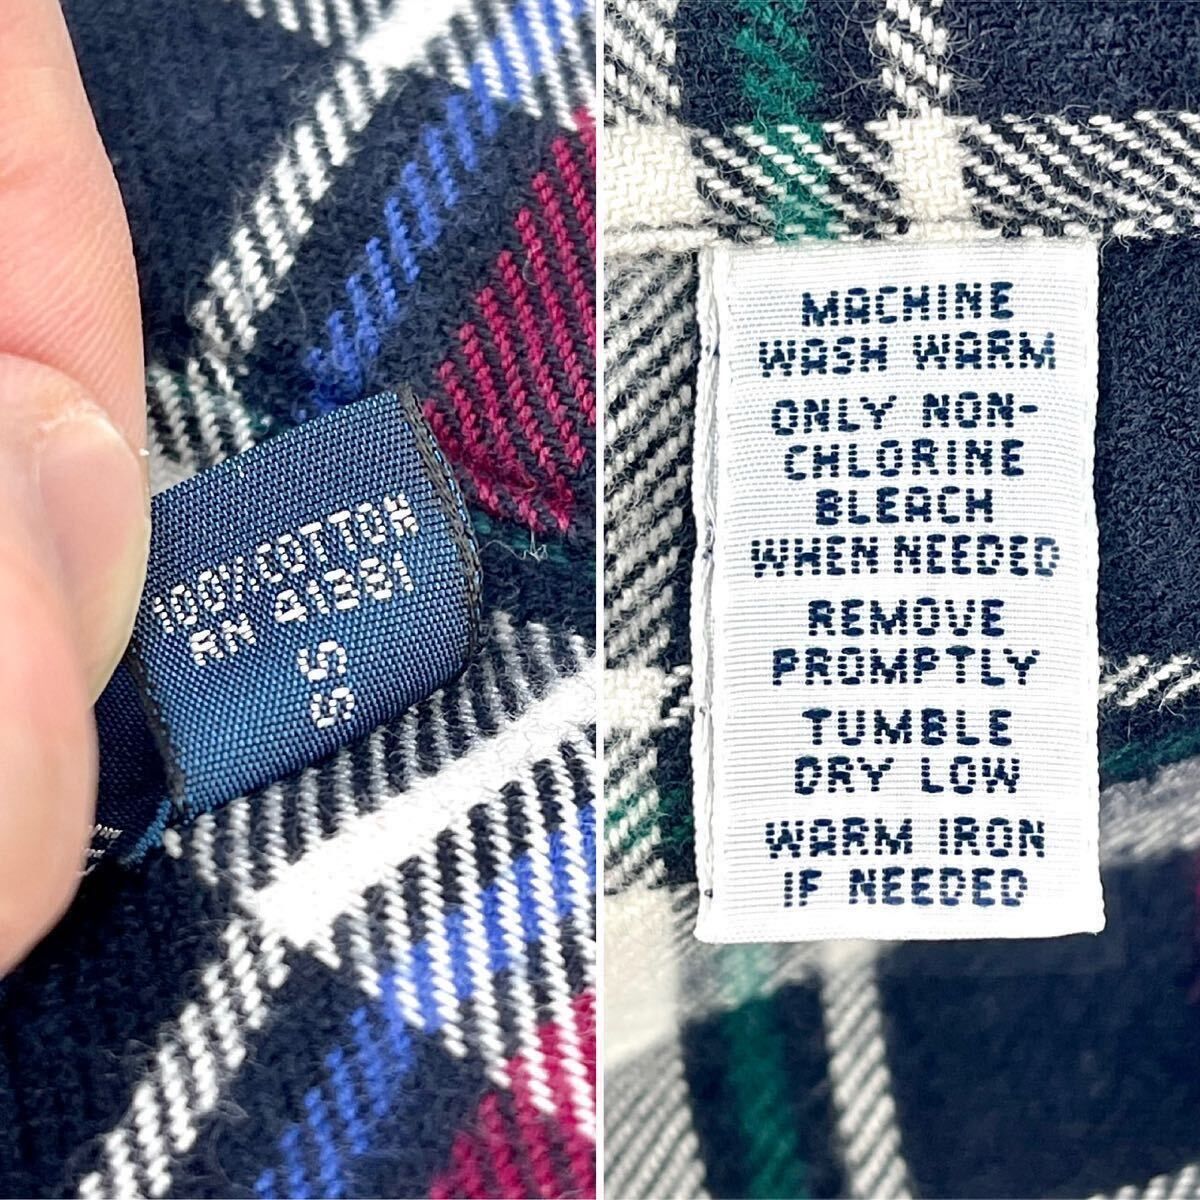 100% COTTON
RN 41381
SS
MACHINE
WASH WARM
ONLY NON-
CHLORINE
BLEACH
WHEN NEEDED
REMOVE
PROMPTLY
TUMBLE
DRY LOW
WARM IRON
IF NEEDED